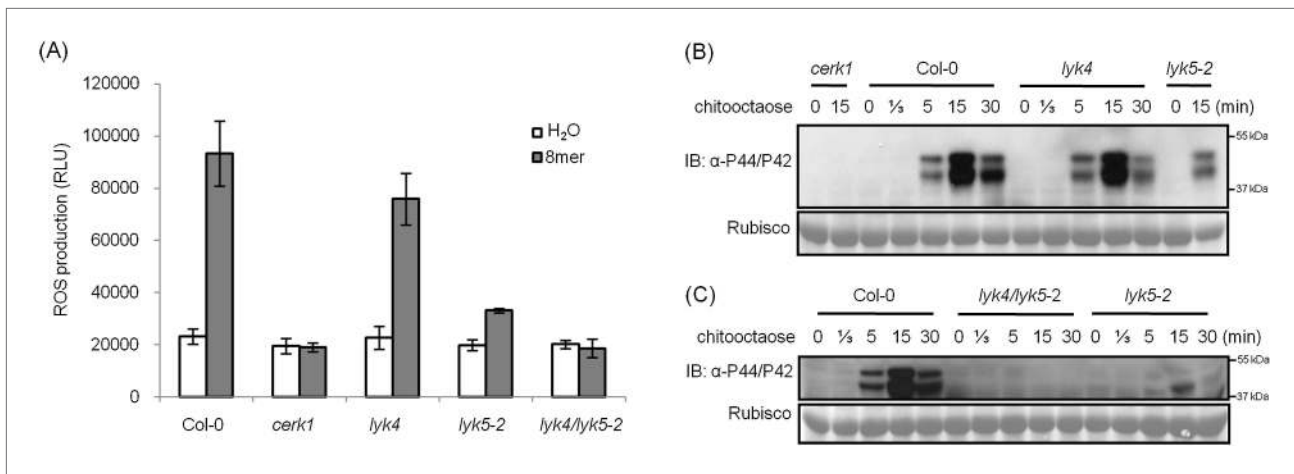 (A)
120000
100000
80000
60000
40000
20000
0
ROS production (RLU)
H₂O
8mer
Col-0 cerk1 lyk4 lyk5-2 lyk4/lyk5-2
(B)
cerk1 Col-0 lyk4 lyk5-2
chitooctaose 0 15 0 ⅓ 5 15 30 0 ⅓ 5 15 30 0 15 (min)
55 kDa
IB: α-P44/P42
37 kDa
Rubisco
(C)
Col-0 lyk4/lyk5-2 lyk5-2
chitooctaose 0 ⅓ 5 15 30 0 ⅓ 5 15 30 0 ⅓ 5 15 30 (min)
55 kDa
IB: α-P44/P42
37 kDa
Rubisco